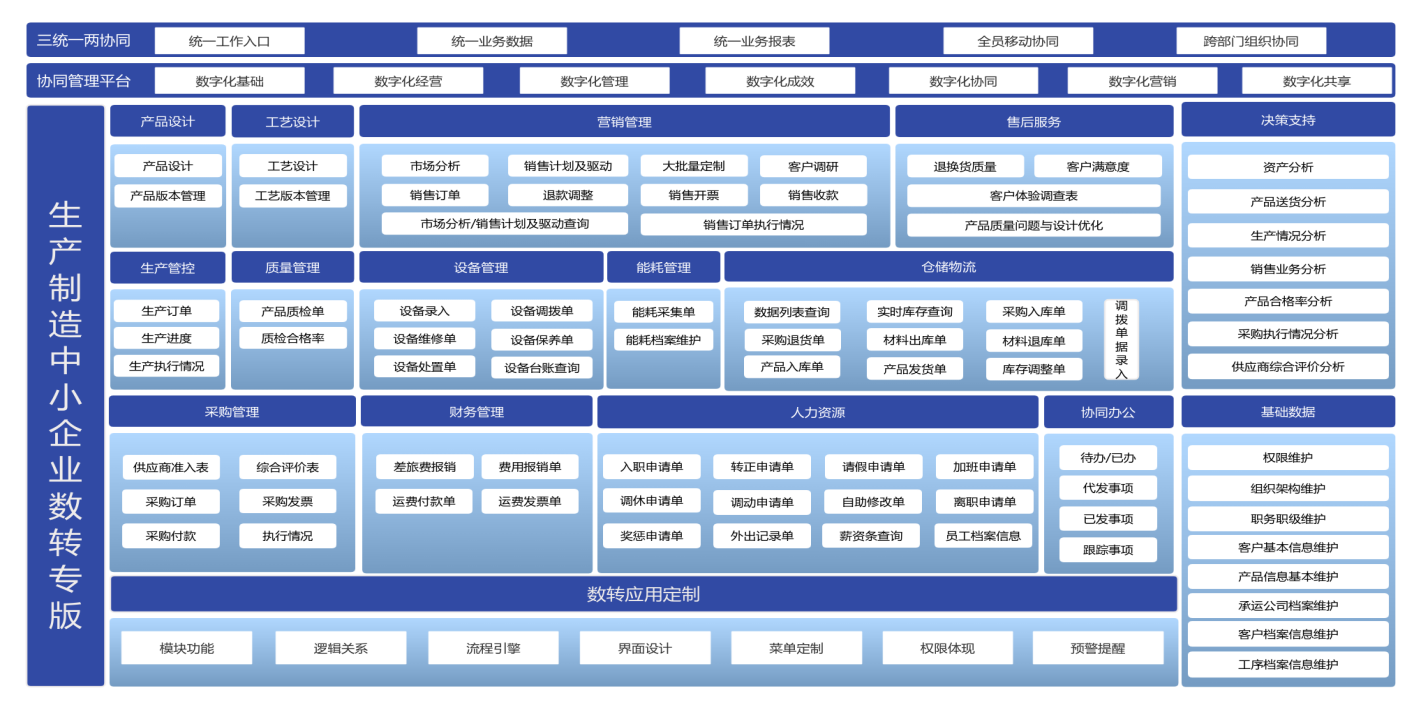 三统一两协同
统一工作入口
统一业务数据
统一业务报表
全员移动协同
跨部门组织协同
协同管理平台
数字化基础
数字化经营
数字化管理
数字化成效
数字化协同
数字化营销
数字化共享
生产制造中小企业数转专版
产品设计
产品设计
产品版本管理
工艺设计
工艺设计
工艺版本管理
营销管理
市场分析
销售计划及驱动
大批量定制
客户调研
销售订单
退款调整
销售开票
销售收款
市场分析/销售计划及驱动查询
销售订单执行情况
售后服务
退换货质量
客户满意度
客户体验调查表
产品质量问题与设计优化
决策支持
资产分析
产品送货分析
生产情况分析
销售业务分析
产品合格率分析
采购执行情况分析
供应商综合评价分析
生产管控
生产订单
生产进度
生产执行情况
质量管理
产品质检单
质检合格率
设备管理
设备录入
设备调拨单
设备维修单
设备保养单
设备处置单
设备台账查询
能耗管理
能耗采集单
能耗档案维护
仓储物流
数据列表查询
实时库存查询
采购入库单
采购退货单
材料出库单
材料退库单
产品入库单
产品发货单
库存调整单
调拨单据录入
采购管理
供应商准入表
综合评价表
采购订单
采购发票
采购付款
执行情况
财务管理
差旅费报销
费用报销单
运费付款单
运费发票单
人力资源
入职申请单
转正申请单
请假申请单
加班申请单
调休申请单
调动申请单
自助修改单
离职申请单
奖惩申请单
外出记录单
薪资条查询
员工档案信息
协同办公
待办/已办
代发事项
已发事项
跟踪事项
基础数据
权限维护
组织架构维护
职务职级维护
客户基本信息维护
产品信息基本维护
承运公司档案维护
客户档案信息维护
工序档案信息维护
数转应用定制
模块功能
逻辑关系
流程引擎
界面设计
菜单定制
权限体现
预警提醒